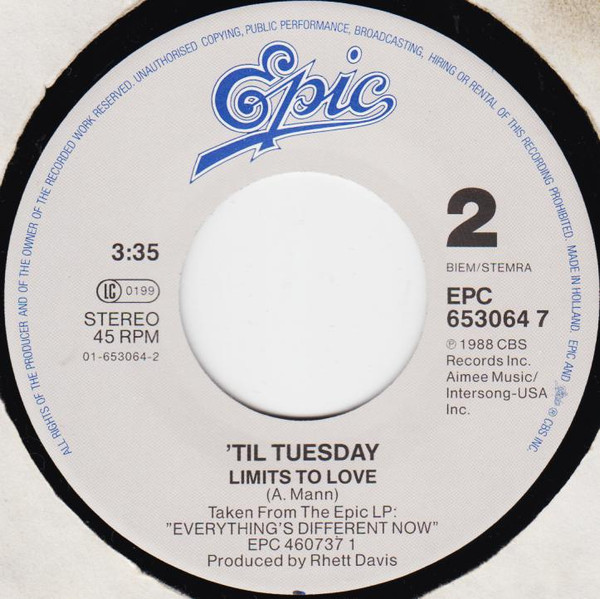 ALL RIGHTS OF THE PRODUCER AND OF THE OWNER OF THE RECORDED WORK RESERVED. UNAUTHORISED COPYING, PUBLIC PERFORMANCE, BROADCASTING, HIRING OR RENTAL OF THIS RECORDING PROHIBITED. MADE IN HOLLAND. EPIC AND Epic ® CBS INC.
Epic
2
3:35
BIEM/STEMRA
LC 0199
EPC
653064 7
STEREO
45 RPM
01-653064-2
℗ 1988 CBS
Records Inc.
Aimee Music/
Intersong-USA
Inc.
'TIL TUESDAY
LIMITS TO LOVE
(A. Mann)
Taken From The Epic LP:
"EVERYTHING'S DIFFERENT NOW"
EPC 460737 1
Produced by Rhett Davis